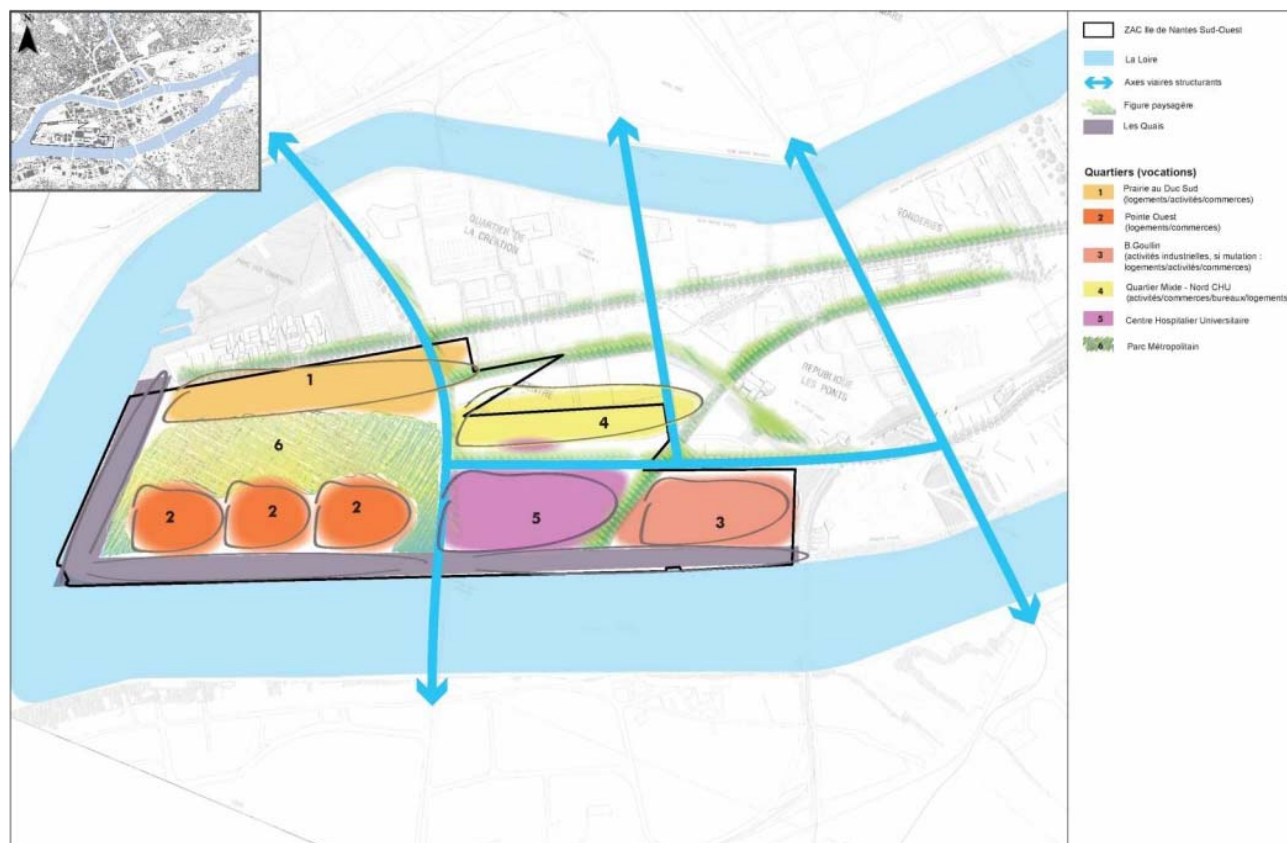 N
QUARTIER DE
LA CRÉATION
FONDERIES
RÉPUBLIQUE
LES PONTS
1
4
6
2
2
2
5
3
ZAC Ile de Nantes Sud-Ouest
La Loire
Axes viaires structurants
Figure paysagère
Les Quais
Quartiers (vocations)
1
Prairie au Duc Sud
(logements/activités/commerces)
2
Pointe Ouest
(logements/commerces)
B.Goullin
3
(activités industrielles, si mutation :
logements/activités/commerces)
4
Quartier Mixte - Nord CHU
(activités/commerces/bureaux/logements
5
Centre Hospitalier Universitaire
6
Parc Métropolitain